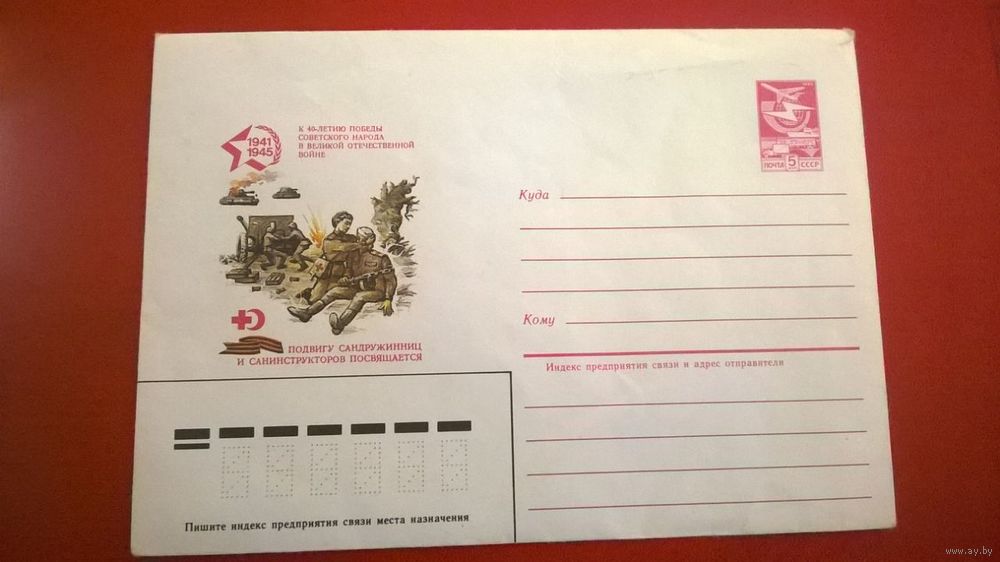 1941
1945
К 40-ЛЕТИЮ ПОБЕДЫ
СОВЕТСКОГО НАРОДА
В ВЕЛИКОЙ ОТЕЧЕСТВЕННОЙ
ВОЙНЕ
ПОДВИГУ САНДРУЖИННИЦ
И САНИНСТРУКТОРОВ ПОСВЯЩАЕТСЯ
ПОЧТА 5 СССР
Куда
Кому
Индекс предприятия связи и адрес отправителя
Пишите индекс предприятия связи места назначения
www.ay.by